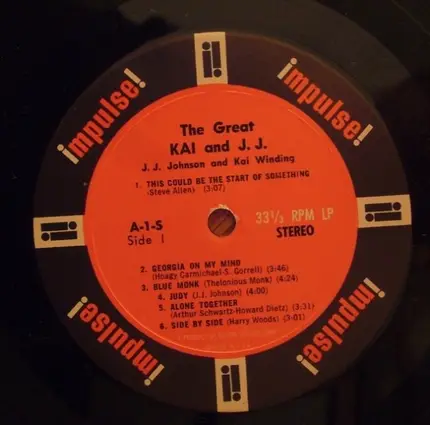 impulse!
impulse!
The Great
KAI and J. J.
J. J. Johnson and Kai Winding
1. THIS COULD BE THE START OF SOMETHING
-Steve Allen) (3:07)
A-1-S
Side 1
33⅓ RPM LP
STEREO
2. GEORGIA ON MY MIND
(Hoagy Carmichael-S. Gorrell) (3:46)
3. BLUE MONK (Thelonious Monk) (4:24)
4. JUDY (J. J. Johnson) (4:00)
5. ALONE TOGETHER
(Arthur Schwartz-Howard Dietz) (3:31)
6. SIDE BY SIDE (Harry Woods) (3:01)
impulse!
impulse!